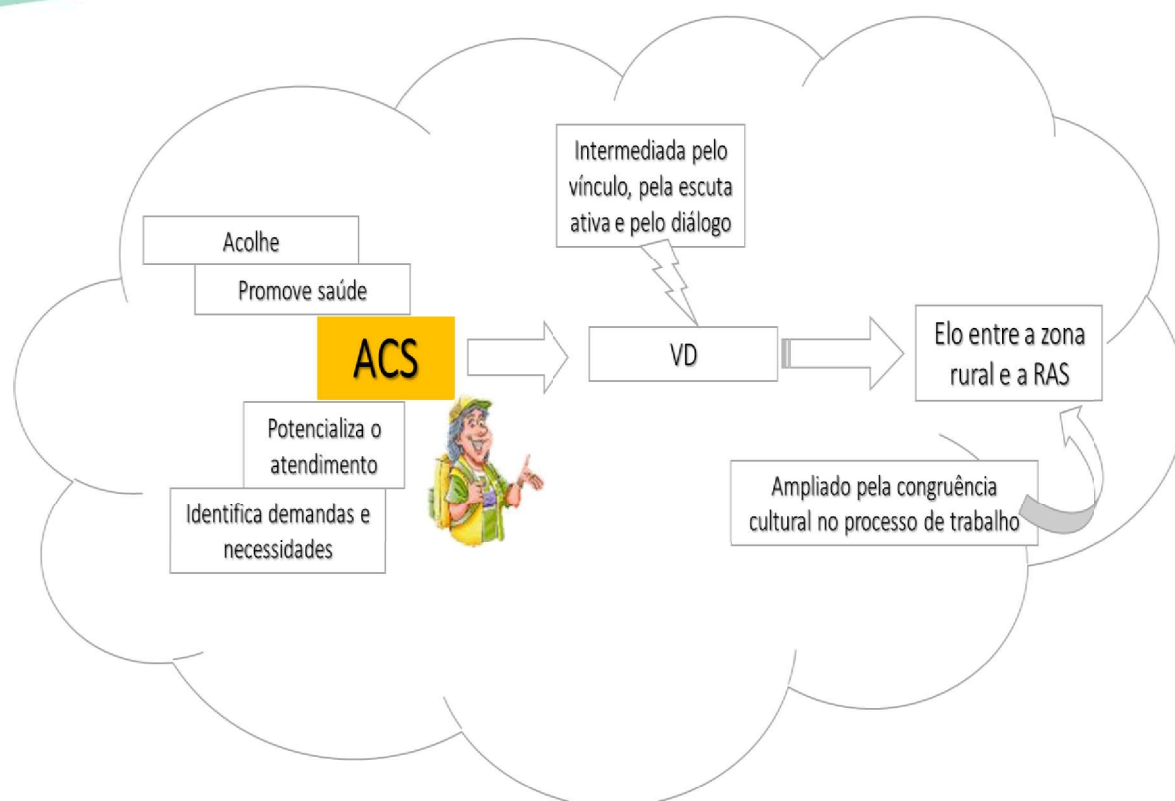 Intermediada pelo
vínculo, pela escuta
ativa e pelo diálogo
Acolhe
Promove saúde
ACS
VD
Elo entre a zona
rural e a RAS
Potencializa o
atendimento
Identifica demandas e
necessidades
Ampliado pela congruência
cultural no processo de trabalho